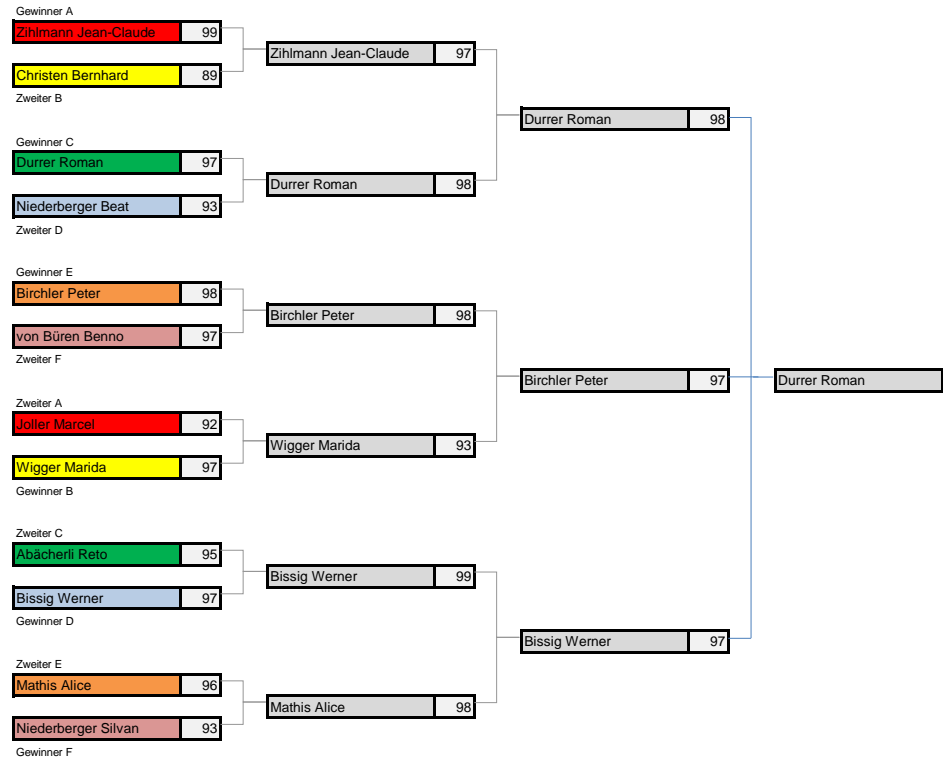 Gewinner A
Zihlmann Jean-Claude 99
Christen Bernhard 89
Zweiter B
Gewinner C
Durrer Roman 97
Niederberger Beat 93
Zweiter D
Gewinner E
Birchler Peter 98
von Büren Benno 97
Zweiter F
Zweiter A
Joller Marcel 92
Wigger Marida 97
Gewinner B
Zweiter C
Abächerli Reto 95
Bissig Werner 97
Gewinner D
Zweiter E
Mathis Alice 96
Niederberger Silvan 93
Gewinner F
Zihlmann Jean-Claude 97
Durrer Roman 98
Birchler Peter 98
Wigger Marida 93
Bissig Werner 99
Mathis Alice 98
Durrer Roman 98
Birchler Peter 97
Bissig Werner 97
Durrer Roman